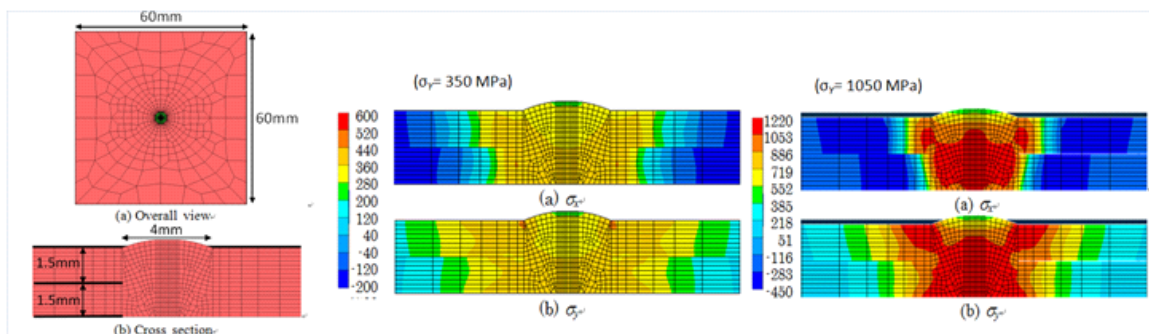 60mm
60mm
(a) Overall view
4mm
1.5mm
1.5mm
(b) Cross section
(σY= 350 MPa)
600
520
440
360
280
200
120
40
-40
-120
-200
(a) σx
(b) σy
(σY= 1050 MPa)
1220
1053
886
719
552
385
218
51
-116
-283
-450
(a) σx
(b) σy